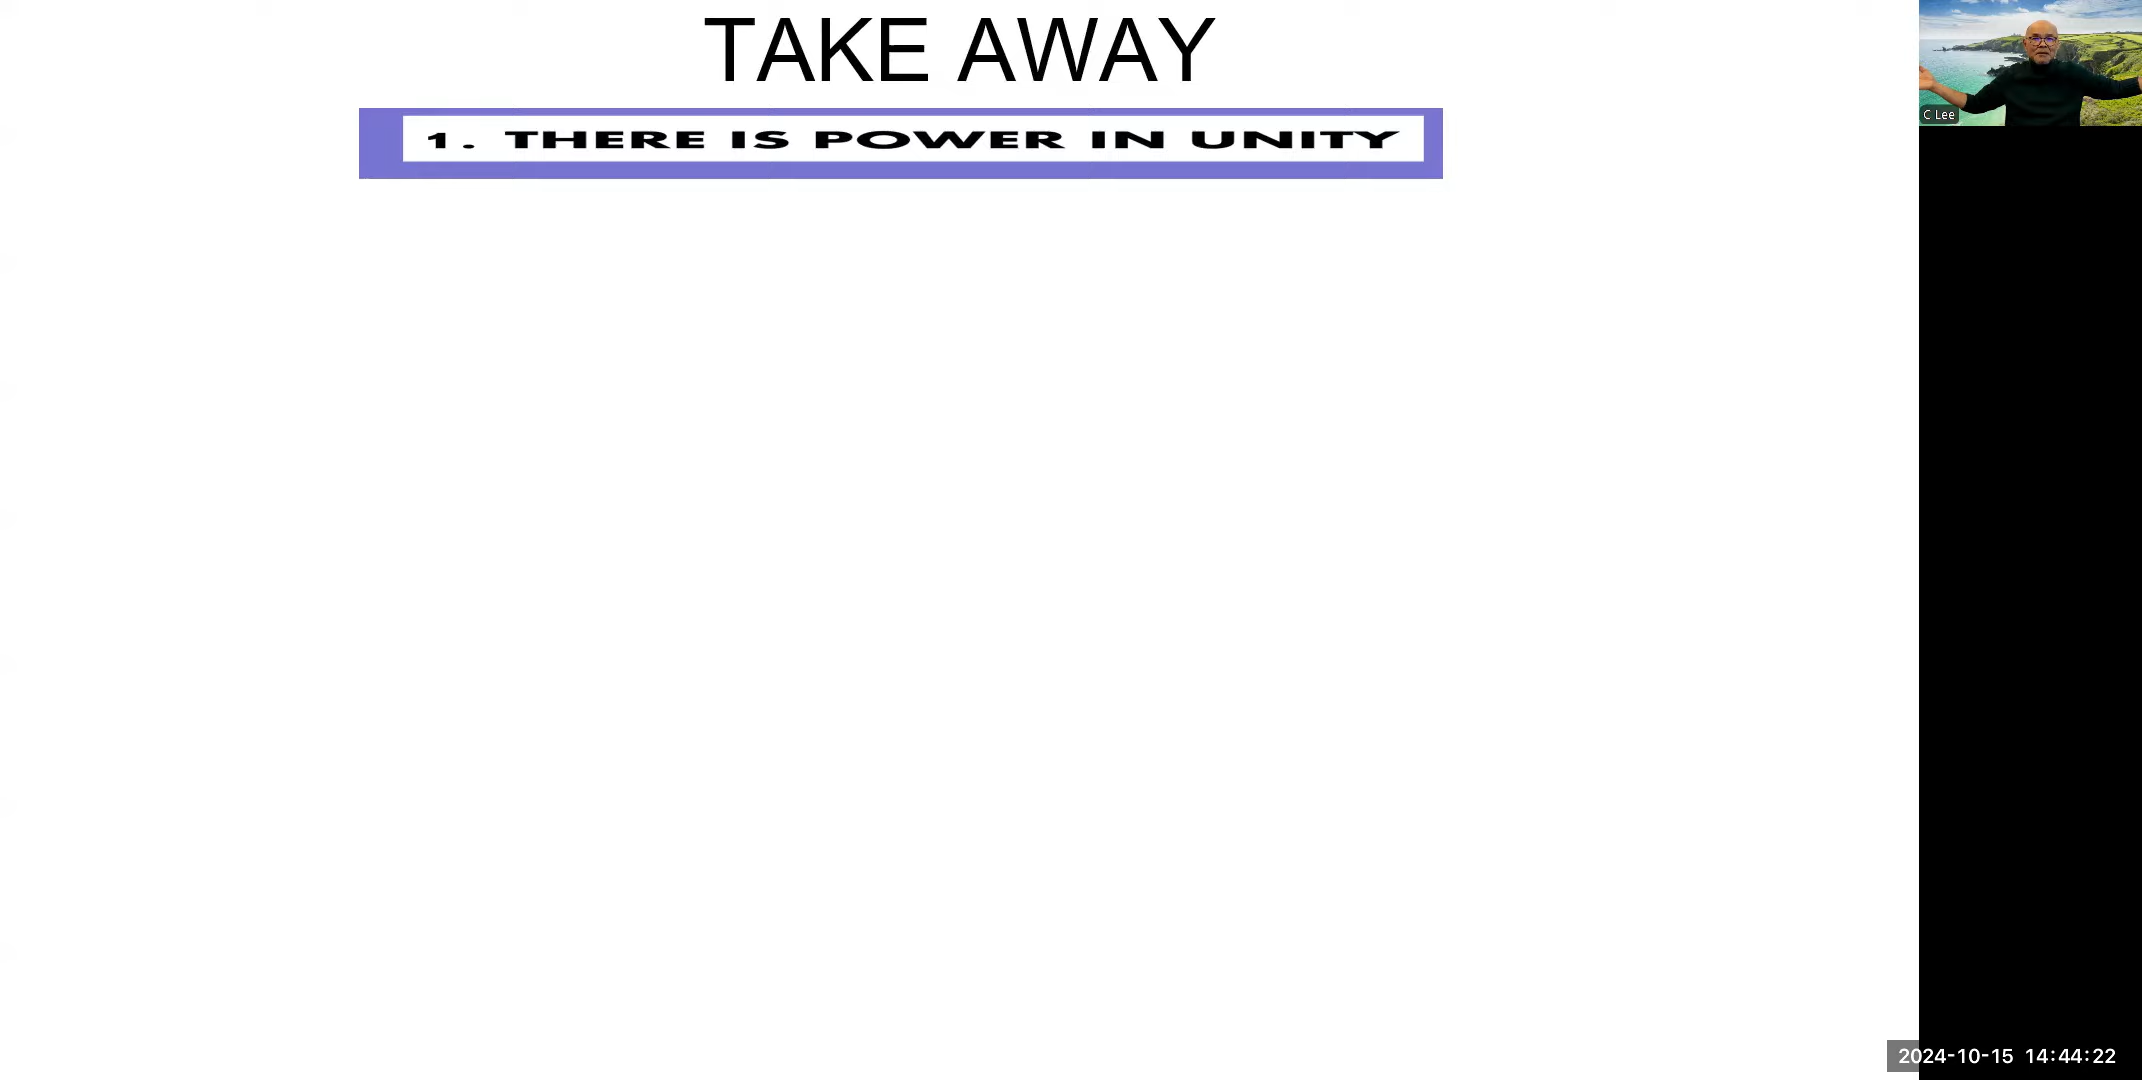 TAKE AWAY
1. THERE IS POWER IN UNITY
C Lee
2024-10-15 14:44:22